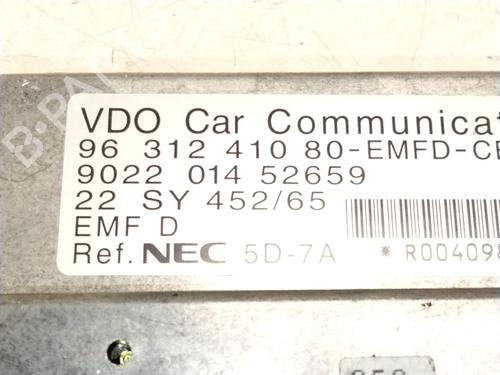 VDO Car Communicat
96 312 410 80-EMFD-CE
9022 014 52659
22 SY 452/65
EMF D
Ref. NEC 5D-7A *R004098
B-PARTS